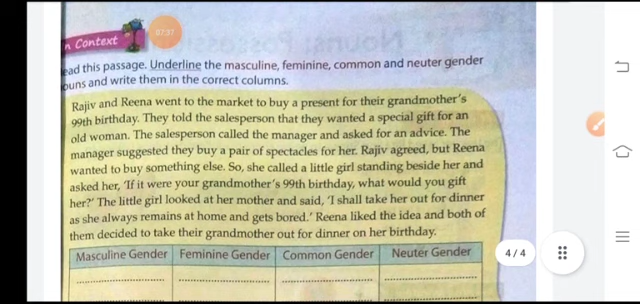 n Context
ead this passage. Underline the masculine, feminine, common and neuter gender
ouns and write them in the correct columns.
Rajiv and Reena went to the market to buy a present for their grandmother's
99th birthday. They told the salesperson that they wanted a special gift for an
old woman. The salesperson called the manager and asked for an advice. The
manager suggested they buy a pair of spectacles for her. Rajiv agreed, but Reena
wanted to buy something else. So, she called a little girl standing beside her and
asked her, 'If it were your grandmother's 99th birthday, what would you gift
her?' The little girl looked at her mother and said, 'I shall take her out for dinner
as she always remains at home and gets bored.' Reena liked the idea and both of
them decided to take their grandmother out for dinner on her birthday.
Masculine Gender Feminine Gender Common Gender Neuter Gender
4/4